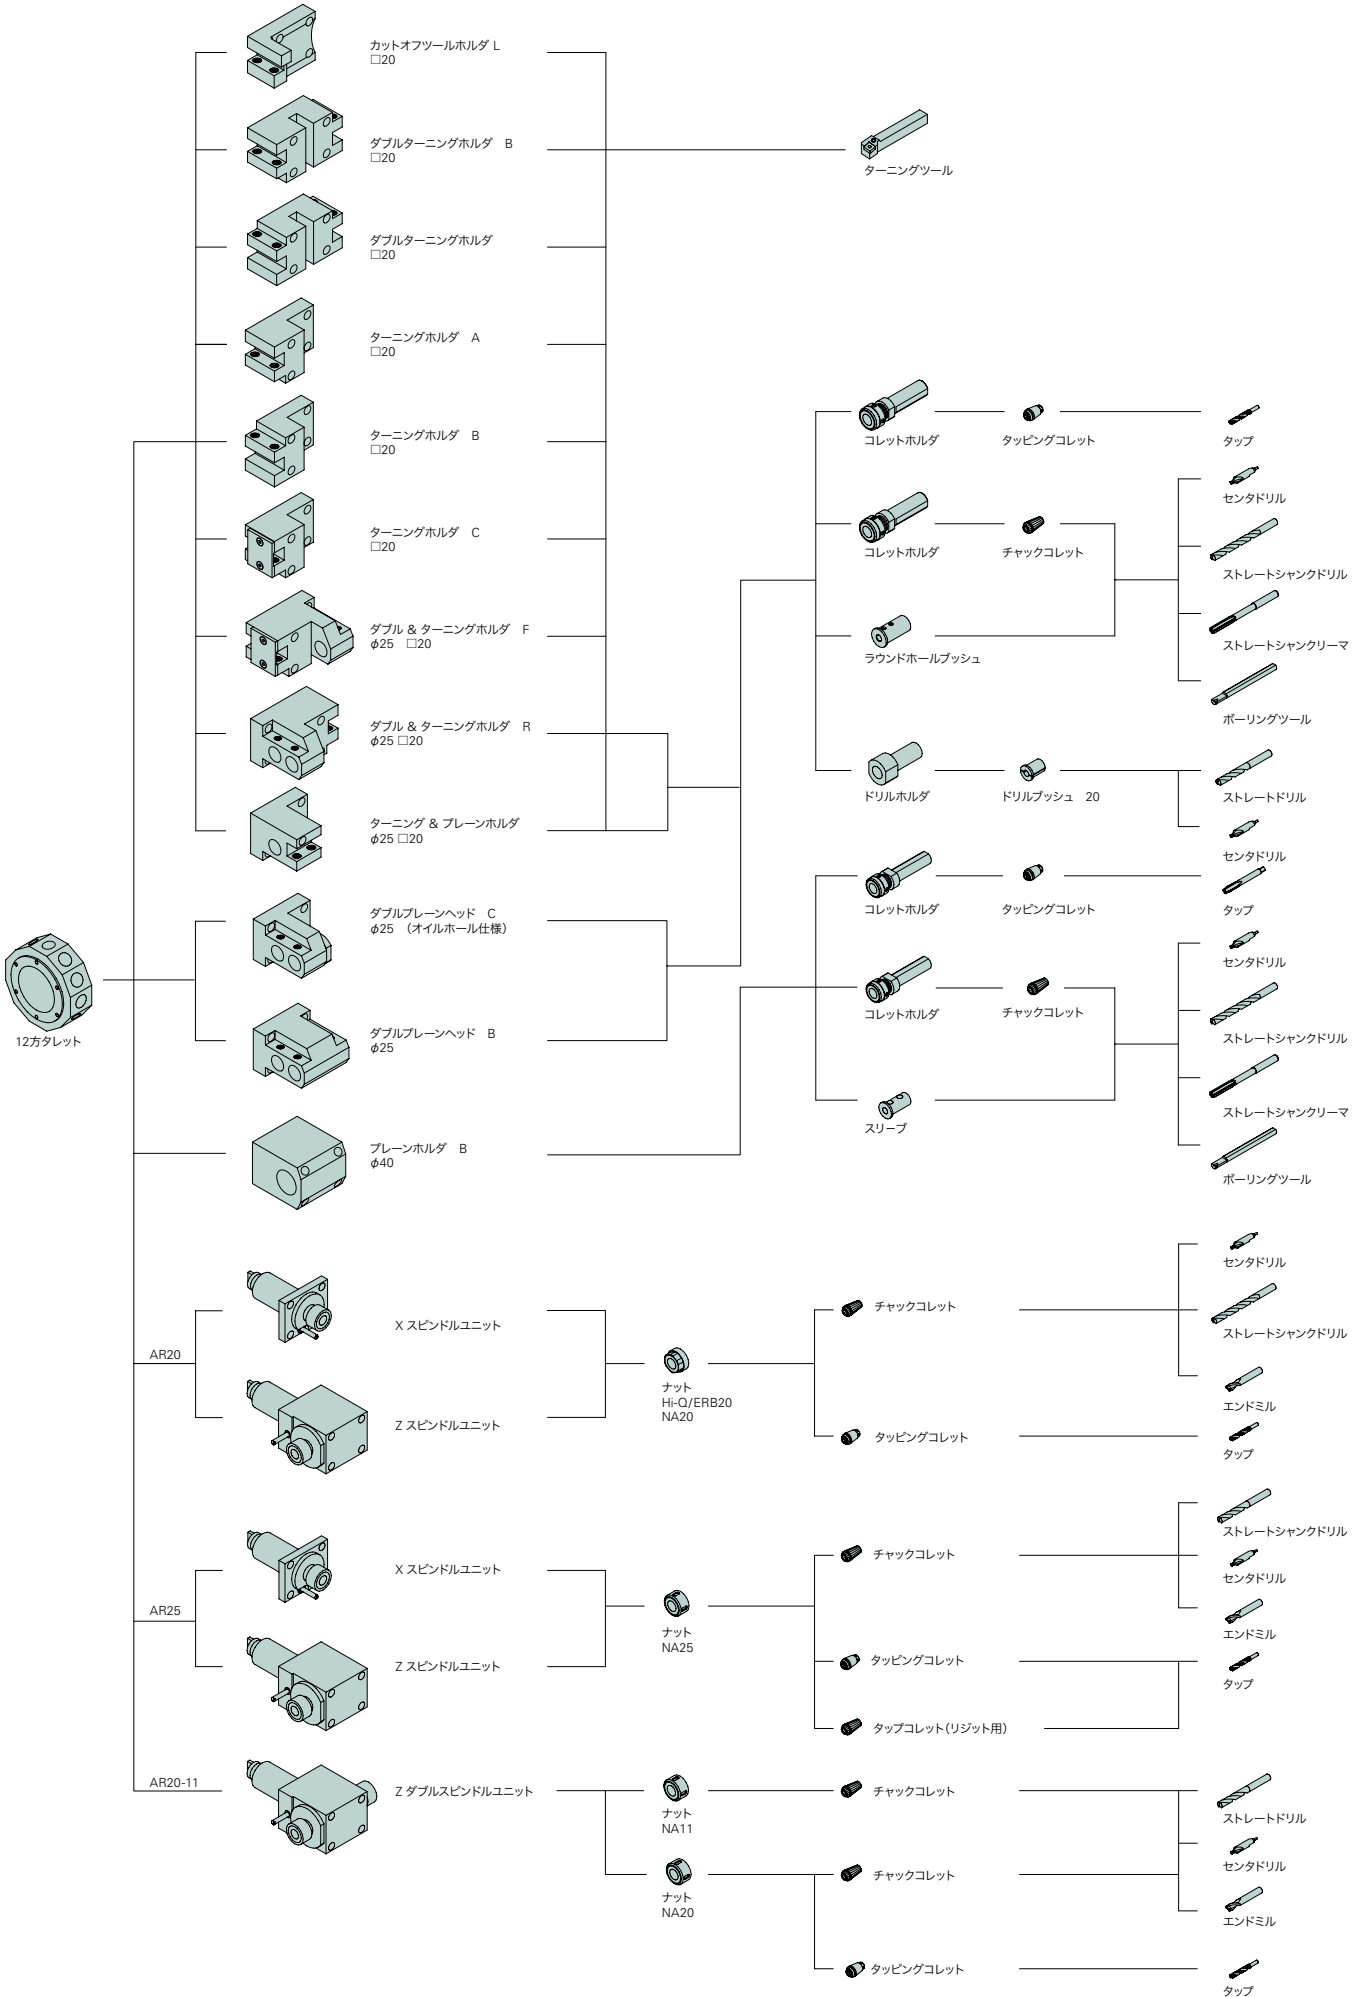 カットオフツールホルダ L
□20
ダブルターニングホルダ　B
□20
ターニングツール
ダブルターニングホルダ
□20
ターニングホルダ　A
□20
ターニングホルダ　B
□20
コレットホルダ
タッピングコレット
タップ
センタドリル
ターニングホルダ　C
□20
コレットホルダ
チャックコレット
ストレートシャンクドリル
ダブル & ターニングホルダ　F
φ25　□20
ラウンドホールブッシュ
ストレートシャンクリーマ
ボーリングツール
ダブル & ターニングホルダ　R
φ25 □20
ドリルホルダ
ドリルブッシュ　20
ストレートドリル
ターニング & プレーンホルダ
φ25 □20
センタドリル
コレットホルダ
タッピングコレット
タップ
ダブルプレーンヘッド　C
φ25　（オイルホール仕様）
センタドリル
12方タレット
コレットホルダ
チャックコレット
ストレートシャンクドリル
ダブルプレーンヘッド　B
φ25
スリーブ
ストレートシャンクリーマ
プレーンホルダ　B
φ40
ボーリングツール
センタドリル
AR20
X スピンドルユニット
Z スピンドルユニット
ナット
Hi-Q/ERB20
NA20
チャックコレット
ストレートシャンクドリル
エンドミル
タッピングコレット
タップ
AR25
X スピンドルユニット
Z スピンドルユニット
ナット
NA25
チャックコレット
ストレートシャンクドリル
センタドリル
エンドミル
タッピングコレット
タップ
タップコレット（リジット用）
AR20-11
Z ダブルスピンドルユニット
ナット
NA11
チャックコレット
ストレートドリル
ナット
NA20
チャックコレット
センタドリル
エンドミル
タッピングコレット
タップ